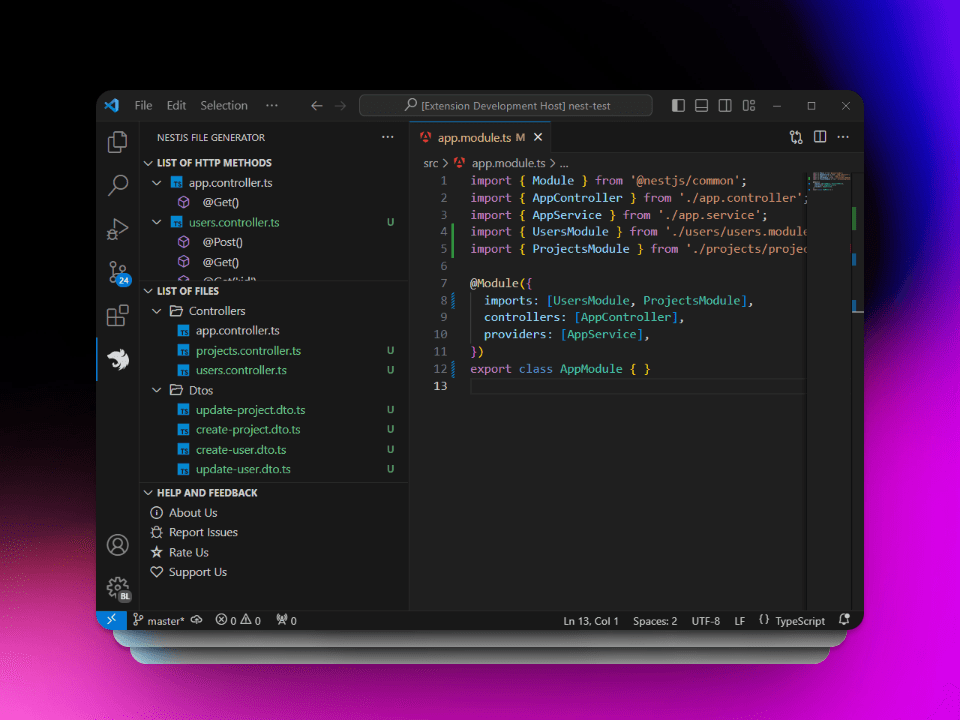 File Edit Selection ···
[Extension Development Host] nest-test
NESTJS FILE GENERATOR ···
LIST OF HTTP METHODS
app.controller.ts
@Get()
users.controller.ts U
@Post()
@Get()
LIST OF FILES
Controllers
app.controller.ts
projects.controller.ts U
users.controller.ts U
Dtos
update-project.dto.ts U
create-project.dto.ts U
create-user.dto.ts U
update-user.dto.ts U
HELP AND FEEDBACK
About Us
Report Issues
Rate Us
Support Us
24
BL
app.module.ts M
src > app.module.ts > ...
1 import { Module } from '@nestjs/common';
2 import { AppController } from './app.controller';
3 import { AppService } from './app.service';
4 import { UsersModule } from './users/users.module
5 import { ProjectsModule } from './projects/projec
6
7 @Module({
8 imports: [UsersModule, ProjectsModule],
9 controllers: [AppController],
10 providers: [AppService],
11 })
12 export class AppModule { }
13
master* 0 0 0
Ln 13, Col 1 Spaces: 2 UTF-8 LF {} TypeScript